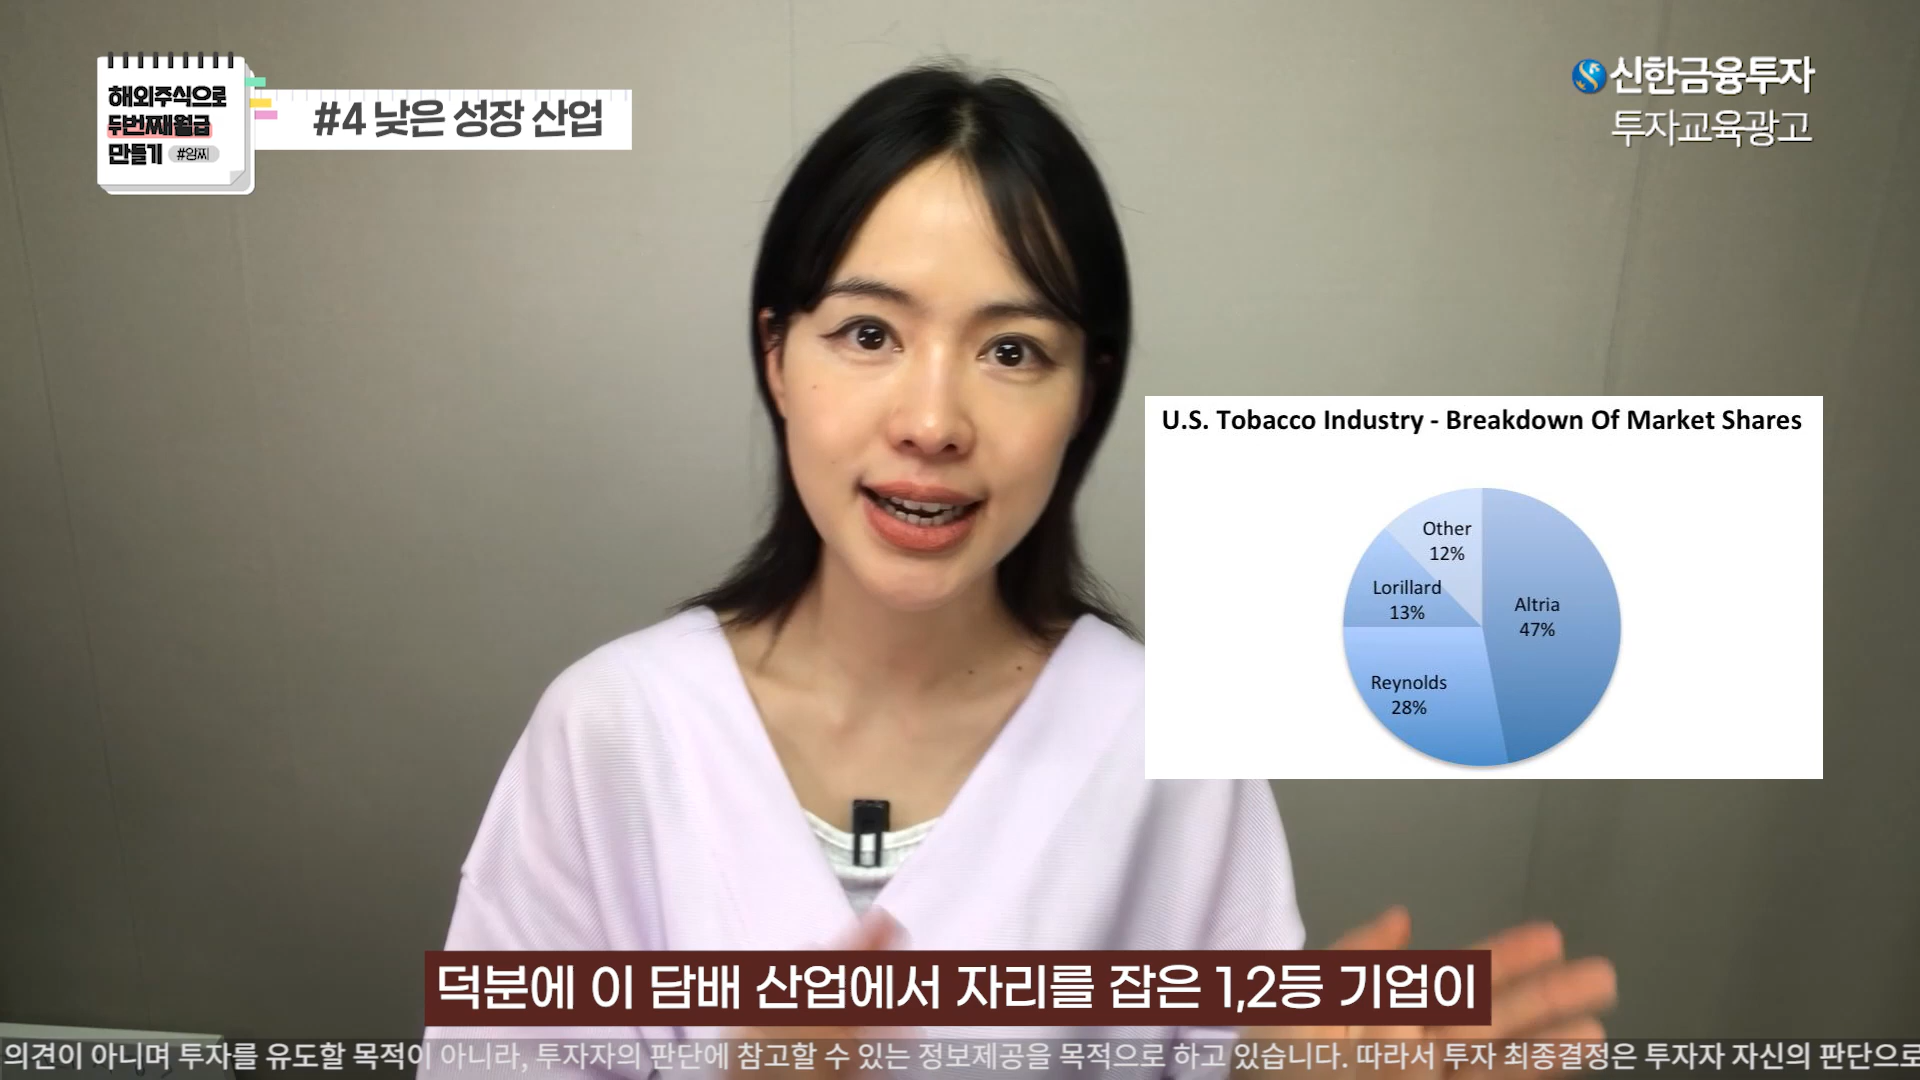 해외주식으로
두번째월급
만들기 #암찌
#4 낮은 성장 산업
신한금융투자
투자교육광고
U.S. Tobacco Industry - Breakdown Of Market Shares
Other
12%
Lorillard
13%
Altria
47%
Reynolds
28%
덕분에 이 담배 산업에서 자리를 잡은 1,2등 기업이
의견이 아니며 투자를 유도할 목적이 아니라, 투자자의 판단에 참고할 수 있는 정보제공을 목적으로 하고 있습니다. 따라서 투자 최종결정은 투자자 자신의 판단으로